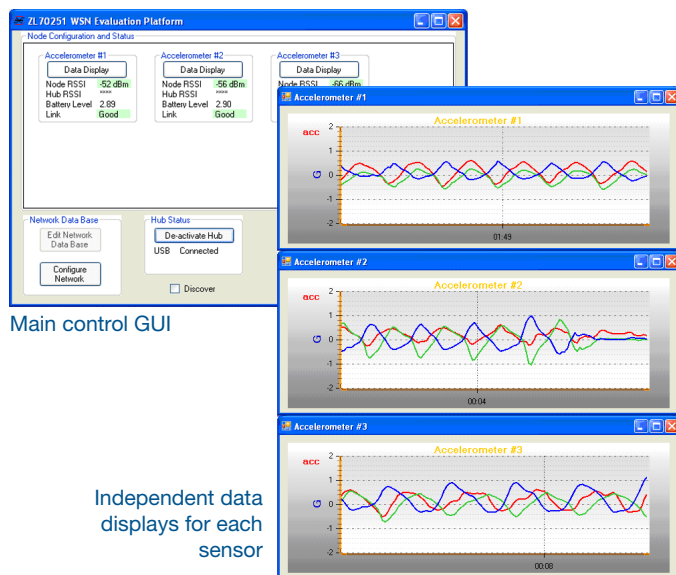 ZL70251 WSN Evaluation Platform
Node Configuration and Status
Accelerometer #1 Accelerometer #2 Accelerometer #3
Data Display Data Display Data Display
Node RSSI -52 dBm Node RSSI -56 dBm Node RSSI -66 dBm
Hub RSSI **** Hub RSSI ****
Battery Level 2.89 Battery Level 2.90
Link Good Link Good
Network Data Base Hub Status
Edit Network
Data Base
De-activate Hub
USB Connected
Configure
Network
Discover
Main control GUI
Accelerometer #1
Accelerometer #1
acc
2
1
G
0
-1
-2
01:49
Accelerometer #2
Accelerometer #2
acc
2
1
G
0
-1
-2
00:04
Accelerometer #3
Accelerometer #3
acc
2
1
G
0
-1
-2
00:08
Independent data
displays for each
sensor